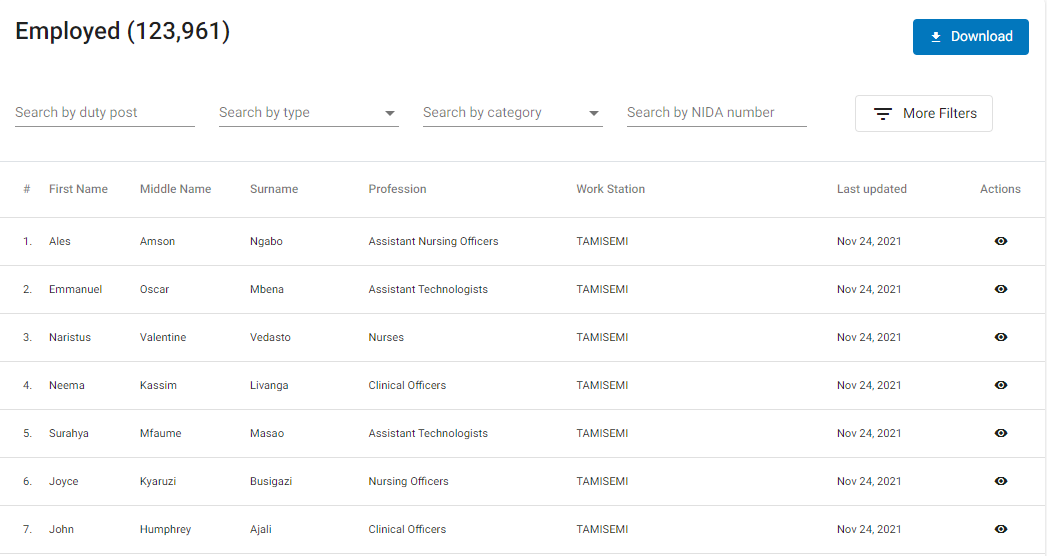 Employed (123,961)
Download
Search by duty post Search by type Search by category Search by NIDA number More Filters
# First Name Middle Name Surname Profession Work Station Last updated Actions
1. Ales Amson Ngabo Assistant Nursing Officers TAMISEMI Nov 24, 2021
2. Emmanuel Oscar Mbena Assistant Technologists TAMISEMI Nov 24, 2021
3. Naristus Valentine Vedasto Nurses TAMISEMI Nov 24, 2021
4. Neema Kassim Livanga Clinical Officers TAMISEMI Nov 24, 2021
5. Surahya Mfaume Masao Assistant Technologists TAMISEMI Nov 24, 2021
6. Joyce Kyaruzi Busigazi Nursing Officers TAMISEMI Nov 24, 2021
7. John Humphrey Ajali Clinical Officers TAMISEMI Nov 24, 2021